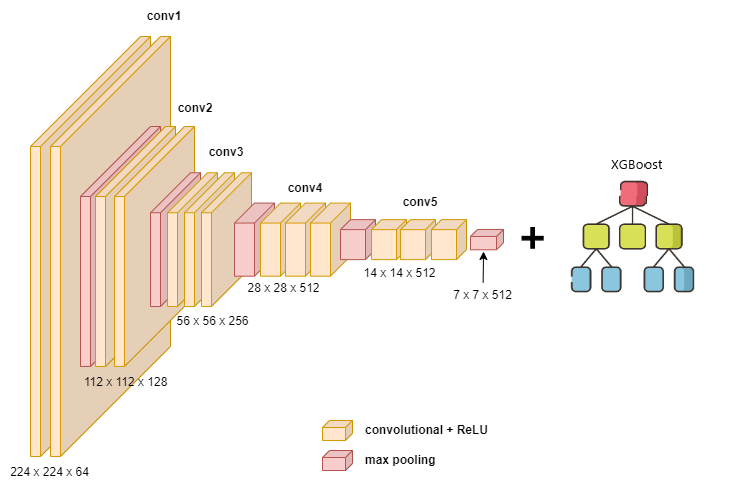 conv1
conv2
conv3
conv4
conv5
XGBoost
14 x 14 x 512
28 x 28 x 512
7 x 7 x 512
56 x 56 x 256
112 x 112 x 128
224 x 224 x 64
convolutional + ReLU
max pooling